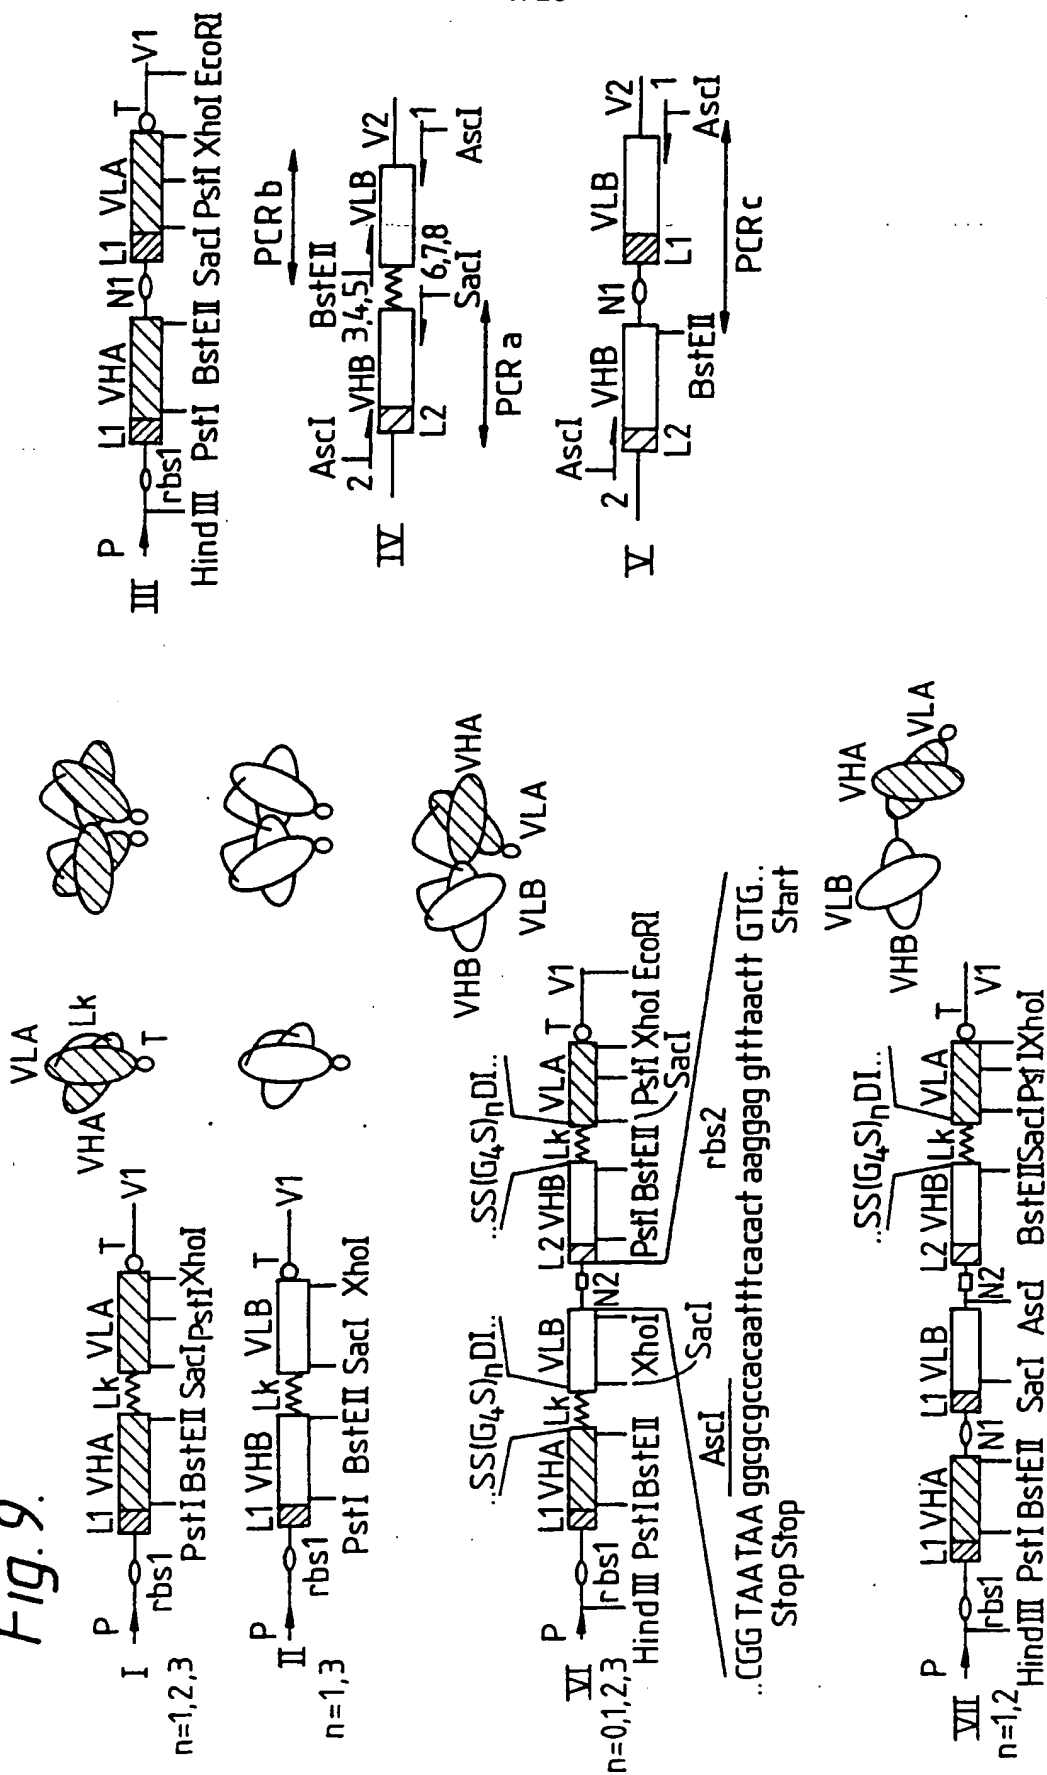 Fig. 9.
I
n=1,2,3
P
rbs1
L1 VHA Lk VLA T V1
PstI BstEII SacI PstI XhoI
VLA
VHA
Lk
T
II
n=1,3
P
rbs1
L1 VHB Lk VLB T V1
PstI BstEII SacI XhoI
VI
n=0,1,2,3
P
rbs1
..SS(G4S)nDI..
..SS(G4S)nDI..
L1 VHA Lk VLB N2 L2 VHB Lk VLA T V1
HindIII PstI BstEII XhoI PstI BstEII PstI XhoI EcoRI
SacI
SacI
AscI
rbs2
..CGG TAATAA ggcgcgccacaatttcacacact aaggag gtttaactt GTG..
Stop Stop
Start
VHB
VLB
VHA
VLA
VII
n=1,2
P
rbs1
..SS(G4S)nDI..
L1 VHA N1 L1 VLB N2 L2 VHB Lk VLA T V1
HindIII PstI BstEII SacI AscI BstEII SacI PstI XhoI
VHB
VLB
VHA
VLA
III
P
rbs1
L1 VHA N1 L1 VLA T V1
HindIII PstI BstEII SacI PstI XhoI EcoRI
IV
AscI
2
VHB
L2
BstEII
3,4,5
VLB
V2
6,7,8
SacI
1
AscI
PCR a
PCR b
V
AscI
2
VHB N1 VLB V2
L2
L1
BstEII
1
AscI
PCR c